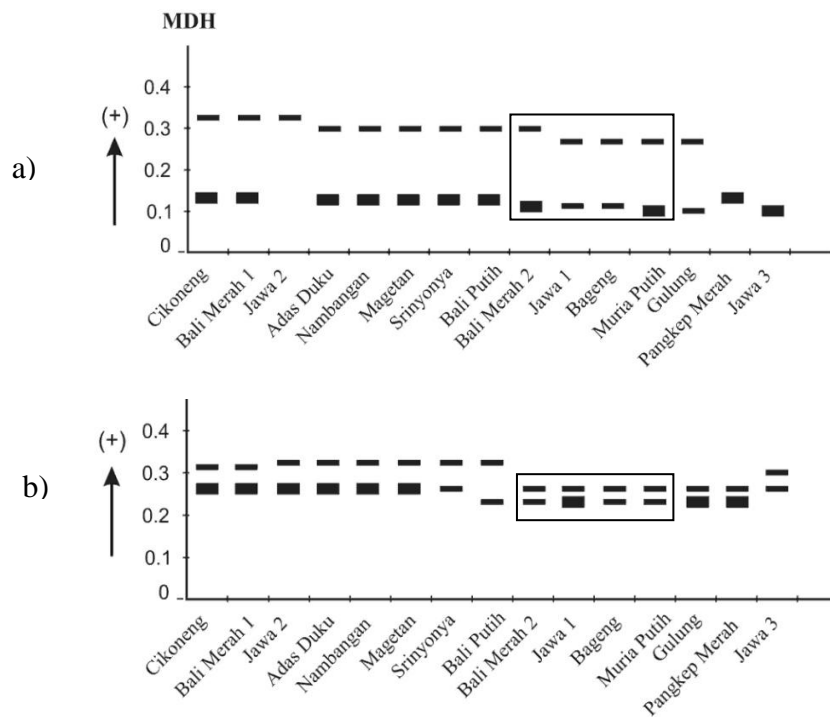 MDH
a)
(+)
0.4
0.3
0.2
0.1
0
Cikoneng
Bali Merah 1
Jawa 2
Adas Duku
Nambangan
Magetan
Srinyonya
Bali Putih
Bali Merah 2
Jawa 1
Bageng
Muria Putih
Gulung
Pangkep Merah
Jawa 3
b)
(+)
0.4
0.3
0.2
0.1
0
Cikoneng
Bali Merah 1
Jawa 2
Adas Duku
Nambangan
Magetan
Srinyonya
Bali Putih
Bali Merah 2
Jawa 1
Bageng
Muria Putih
Gulung
Pangkep Merah
Jawa 3